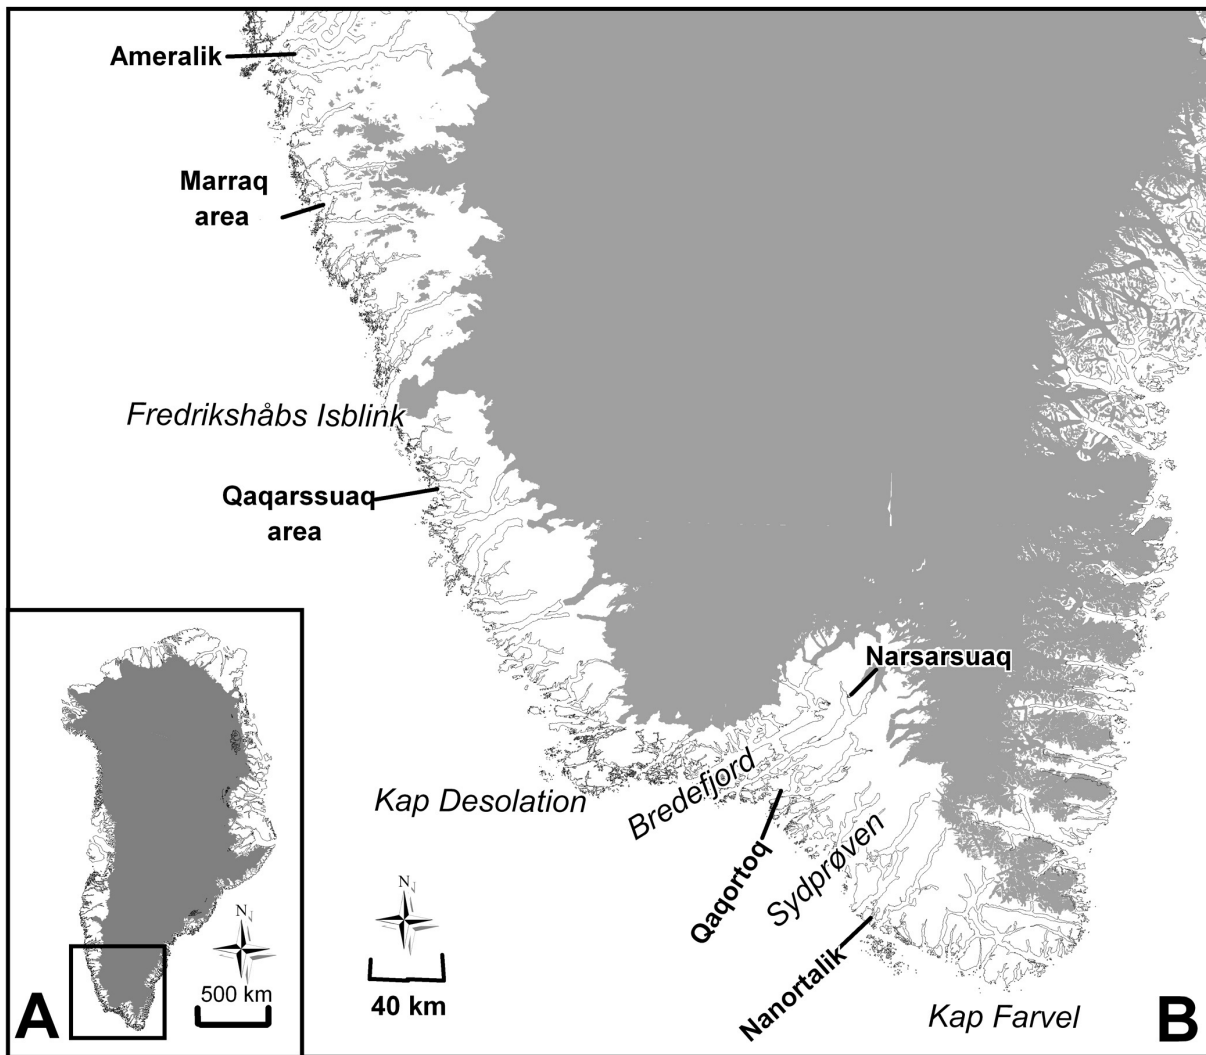 Ameralik
Marraq
area
Fredrikshåbs Isblink
Qaqarssuaq
area
Narsarsuaq
Bredefjord
Kap Desolation
Qaqortoq
Sydprøven
Nanortalik
Kap Farvel
N
40 km
B
N
500 km
A